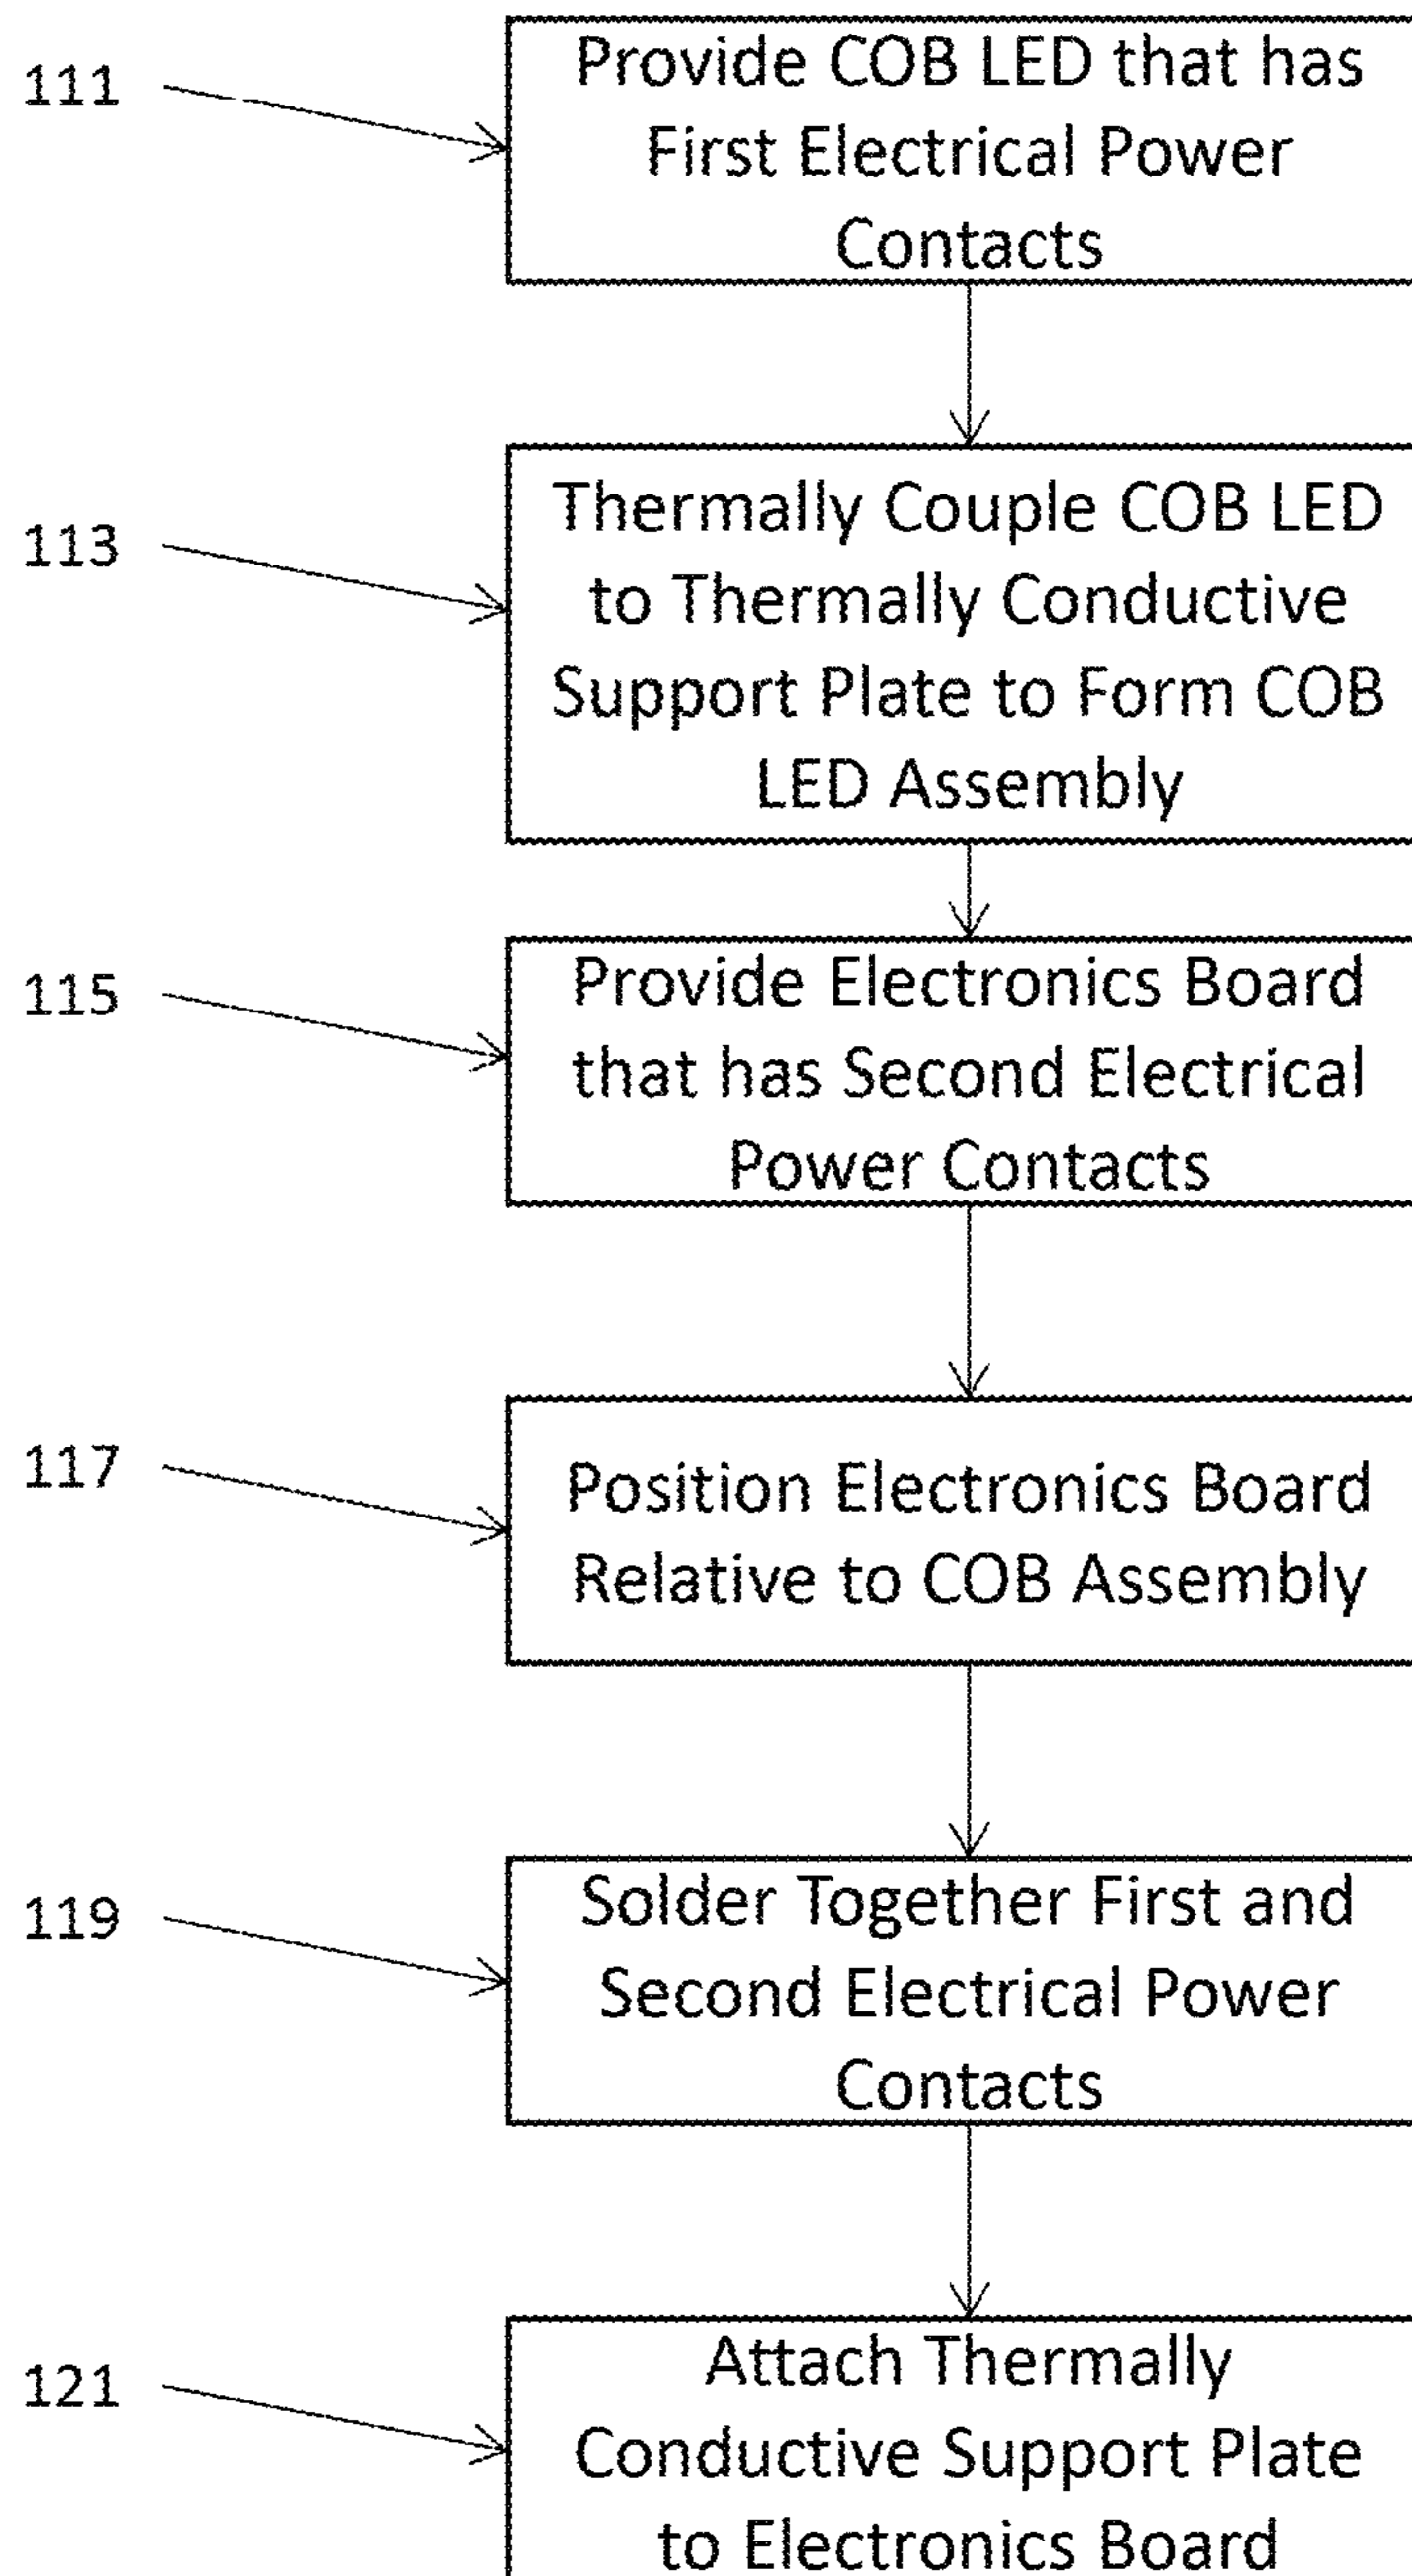 111
Provide COB LED that has
First Electrical Power
Contacts
113
Thermally Couple COB LED
to Thermally Conductive
Support Plate to Form COB
LED Assembly
115
Provide Electronics Board
that has Second Electrical
Power Contacts
117
Position Electronics Board
Relative to COB Assembly
119
Solder Together First and
Second Electrical Power
Contacts
121
Attach Thermally
Conductive Support Plate
to Electronics Board